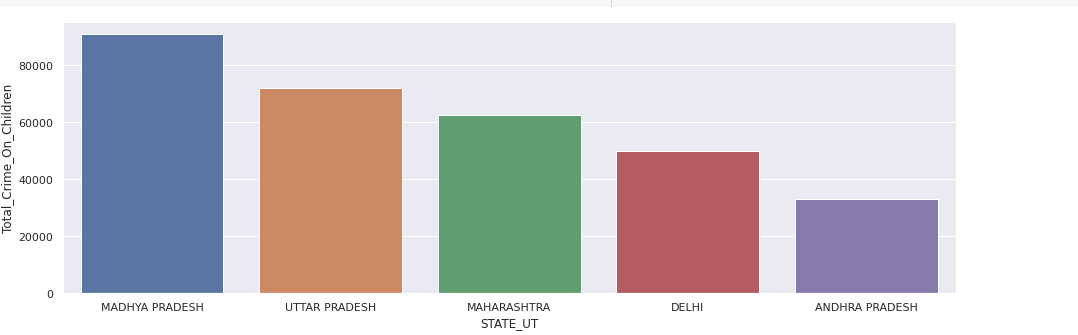 Total_Crime_On_Children
80000
60000
40000
20000
0
MADHYA PRADESH UTTAR PRADESH MAHARASHTRA DELHI ANDHRA PRADESH
STATE_UT